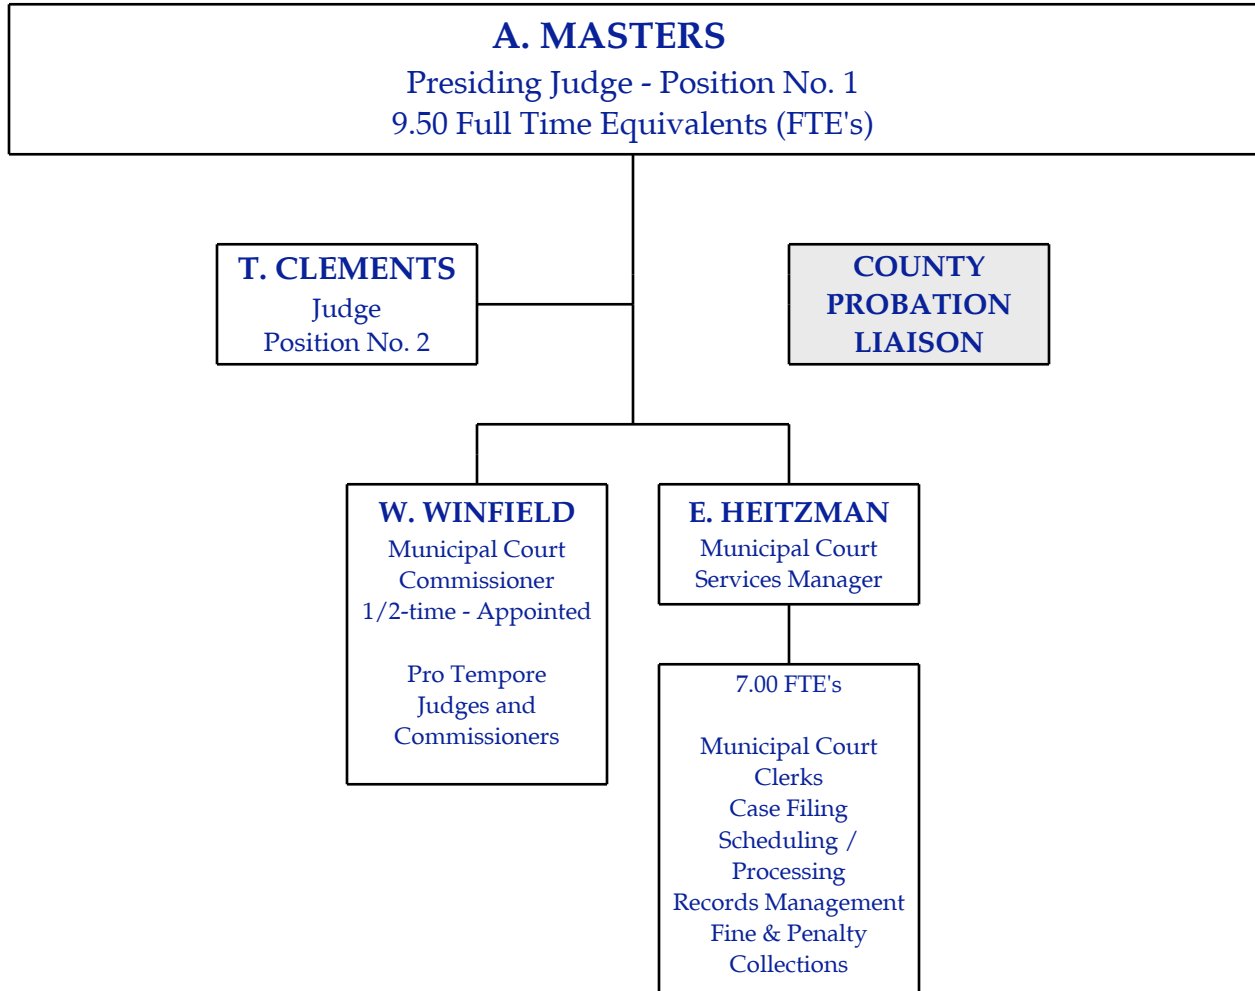 A. MASTERS
Presiding Judge - Position No. 1
9.50 Full Time Equivalents (FTE's)
T. CLEMENTS
Judge
Position No. 2
COUNTY
PROBATION
LIAISON
W. WINFIELD
Municipal Court
Commissioner
1/2-time - Appointed
Pro Tempore
Judges and
Commissioners
E. HEITZMAN
Municipal Court
Services Manager
7.00 FTE's
Municipal Court
Clerks
Case Filing
Scheduling /
Processing
Records Management
Fine & Penalty
Collections